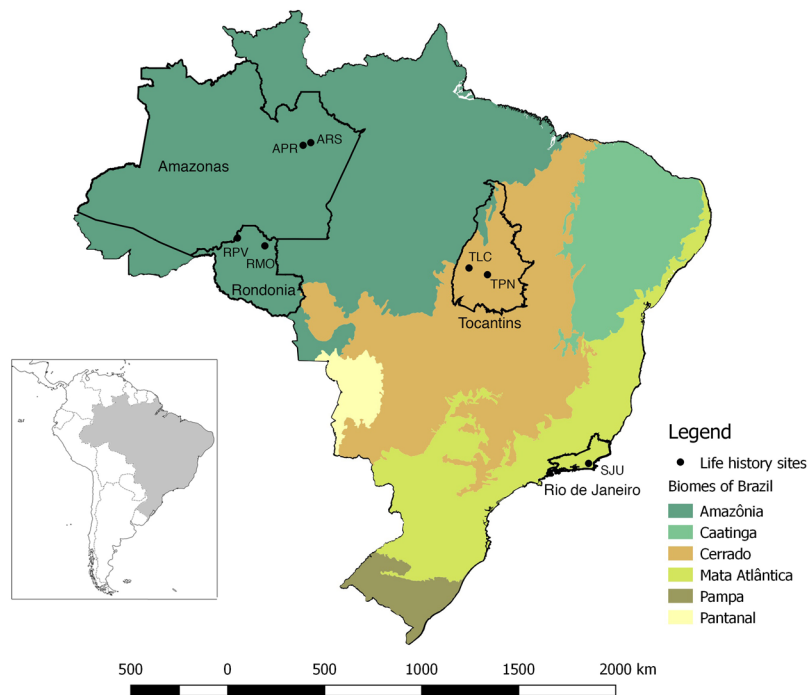 Amazonas
APR
ARS
RPV
RMO
Rondonia
TLC
TPN
Tocantins
SJU
Rio de Janeiro
Legend
Life history sites
Biomes of Brazil
Amazônia
Caatinga
Cerrado
Mata Atlântica
Pampa
Pantanal
500 0 500 1000 1500 2000 km